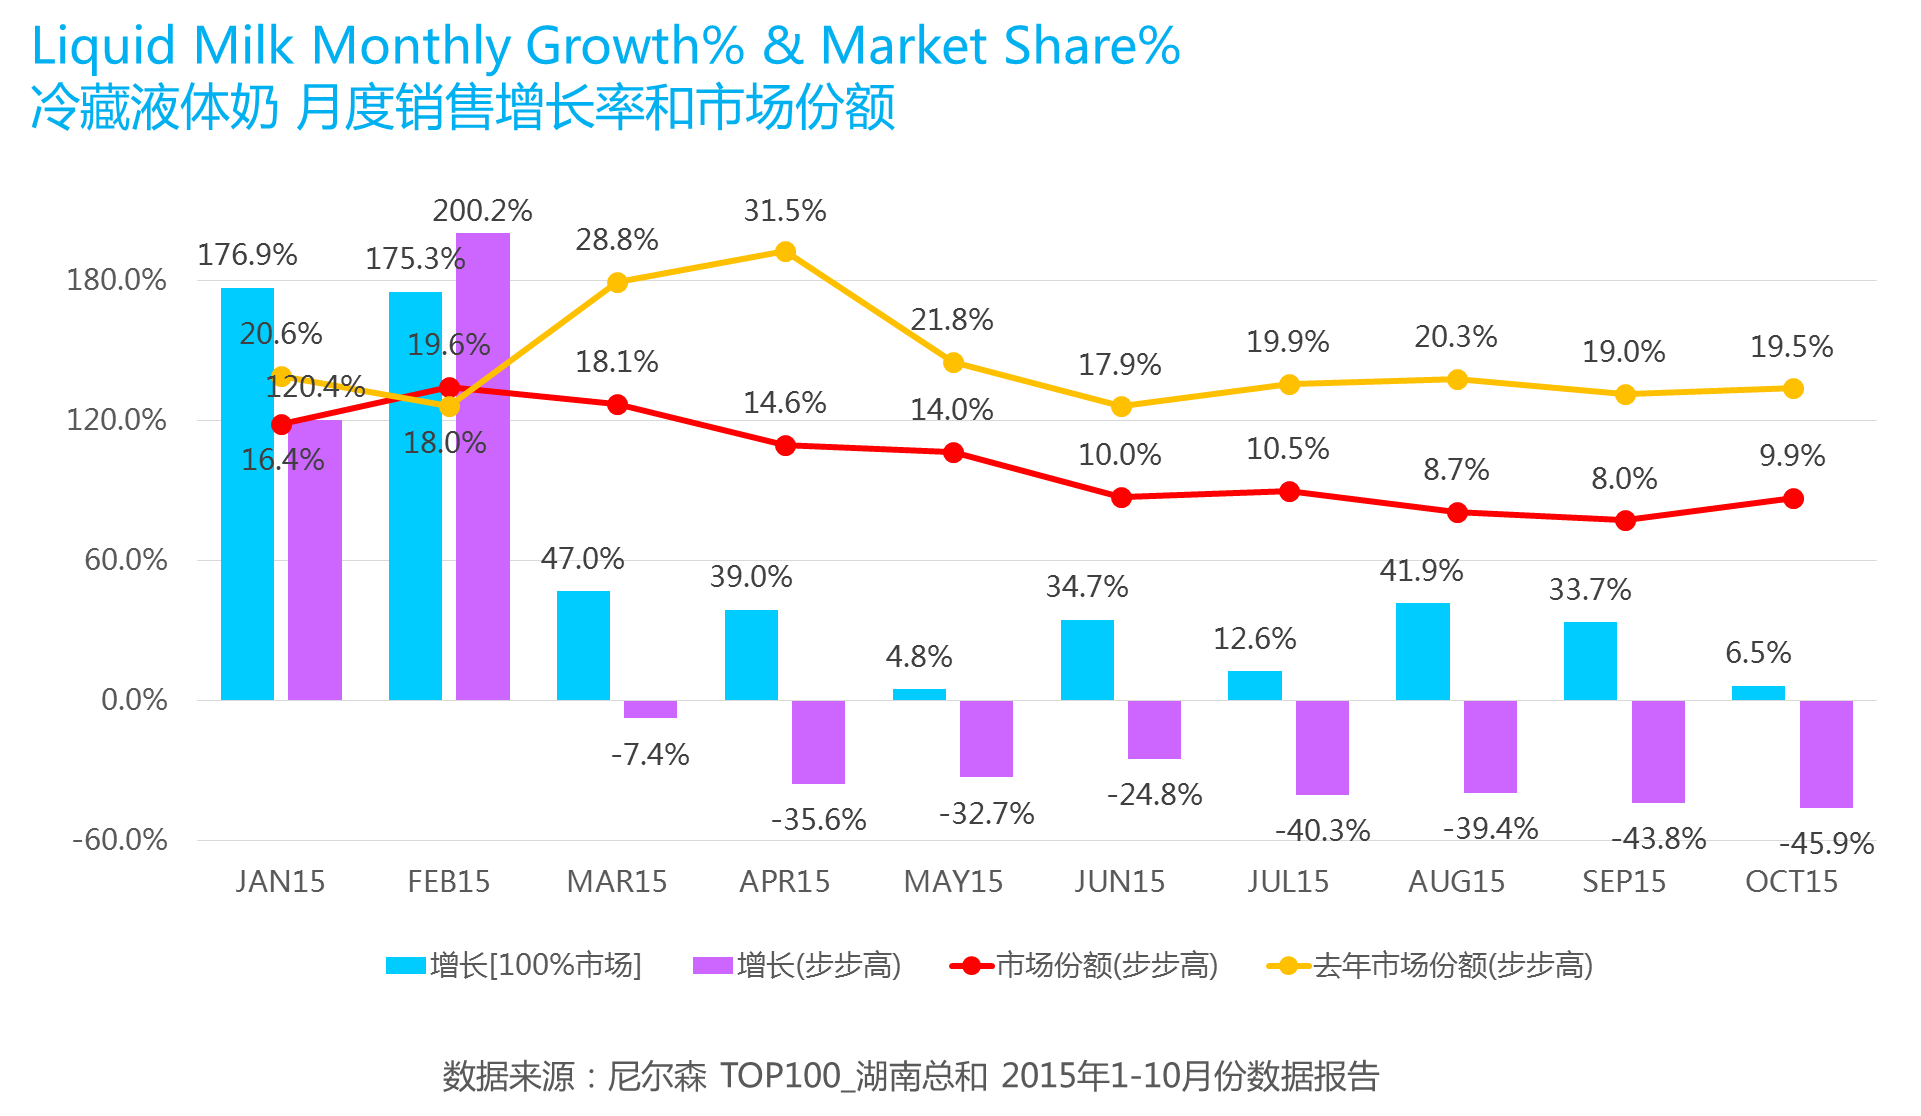 Liquid Milk Monthly Growth% & Market Share%
冷藏液体奶 月度销售增长率和市场份额
200.2% 31.5%
176.9% 175.3% 28.8%
180.0%
20.6% 19.6% 18.1% 21.8% 17.9% 19.9% 20.3% 19.0% 19.5%
120.4% 14.6% 14.0%
120.0%
16.4% 18.0% 10.0% 10.5% 8.7% 8.0% 9.9%
60.0%
47.0% 39.0% 4.8% 34.7% 12.6% 41.9% 33.7% 6.5%
0.0%
-7.4% -35.6% -32.7% -24.8% -40.3% -39.4% -43.8% -45.9%
-60.0%
JAN15 FEB15 MAR15 APR15 MAY15 JUN15 JUL15 AUG15 SEP15 OCT15
增长[100%市场] 增长(步步高) 市场份额(步步高) 去年市场份额(步步高)
数据来源：尼尔森 TOP100_湖南总和 2015年1-10月份数据报告